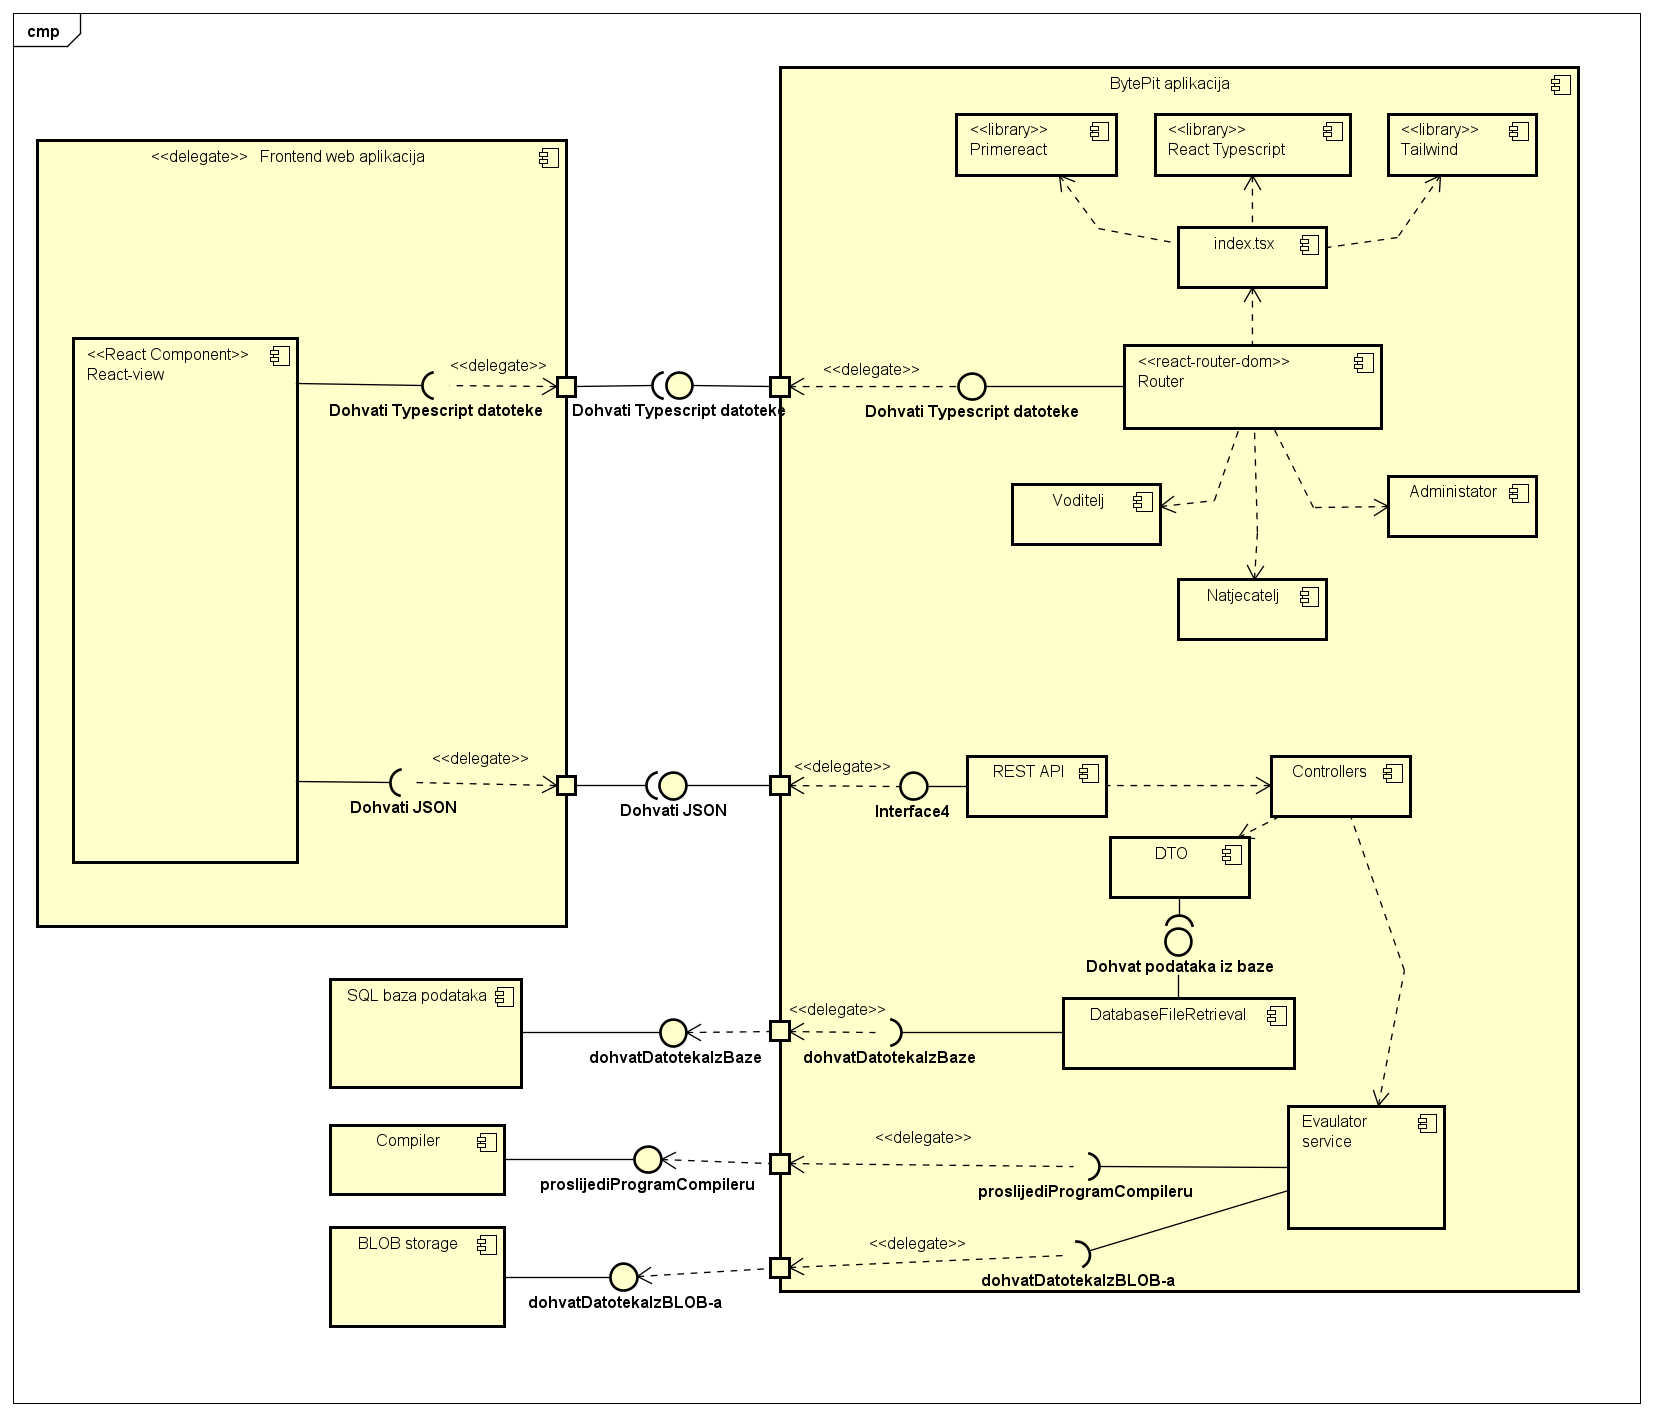 cmp
BytePit aplikacija
<<library>>
Primereact
<<library>>
React Typescript
<<library>>
Tailwind
<<delegate>> Frontend web aplikacija
index.tsx
<<React Component>>
React-view
<<delegate>>
Dohvati Typescript datoteke
Dohvati Typescript datoteke
<<delegate>>
Dohvati Typescript datoteke
<<react-router-dom>>
Router
Voditelj
Administator
Natjecatelj
<<delegate>>
Dohvati JSON
Dohvati JSON
<<delegate>>
Interface4
REST API
Controllers
DTO
Dohvat podataka iz baze
SQL baza podataka
dohvatDatotekaIzBaze
<<delegate>>
dohvatDatotekaIzBaze
DatabaseFileRetrieval
Compiler
proslijediProgramCompileru
<<delegate>>
proslijediProgramCompileru
Evaulator
service
BLOB storage
dohvatDatotekaIzBLOB-a
<<delegate>>
dohvatDatotekaIzBLOB-a